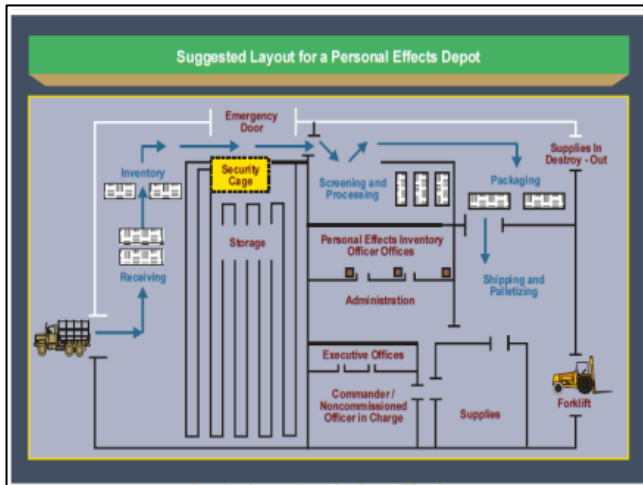 Suggested Layout for a Personal Effects Depot
Emergency
Door
Supplies In
Destroy - Out
Inventory
Security
Cage
Screening and
Processing
Packaging
Storage
Personal Effects Inventory
Officer Offices
Receiving
Shipping and
Palletizing
Administration
Executive Offices
Commander /
Noncommissioned
Officer in Charge
Supplies
Forklift